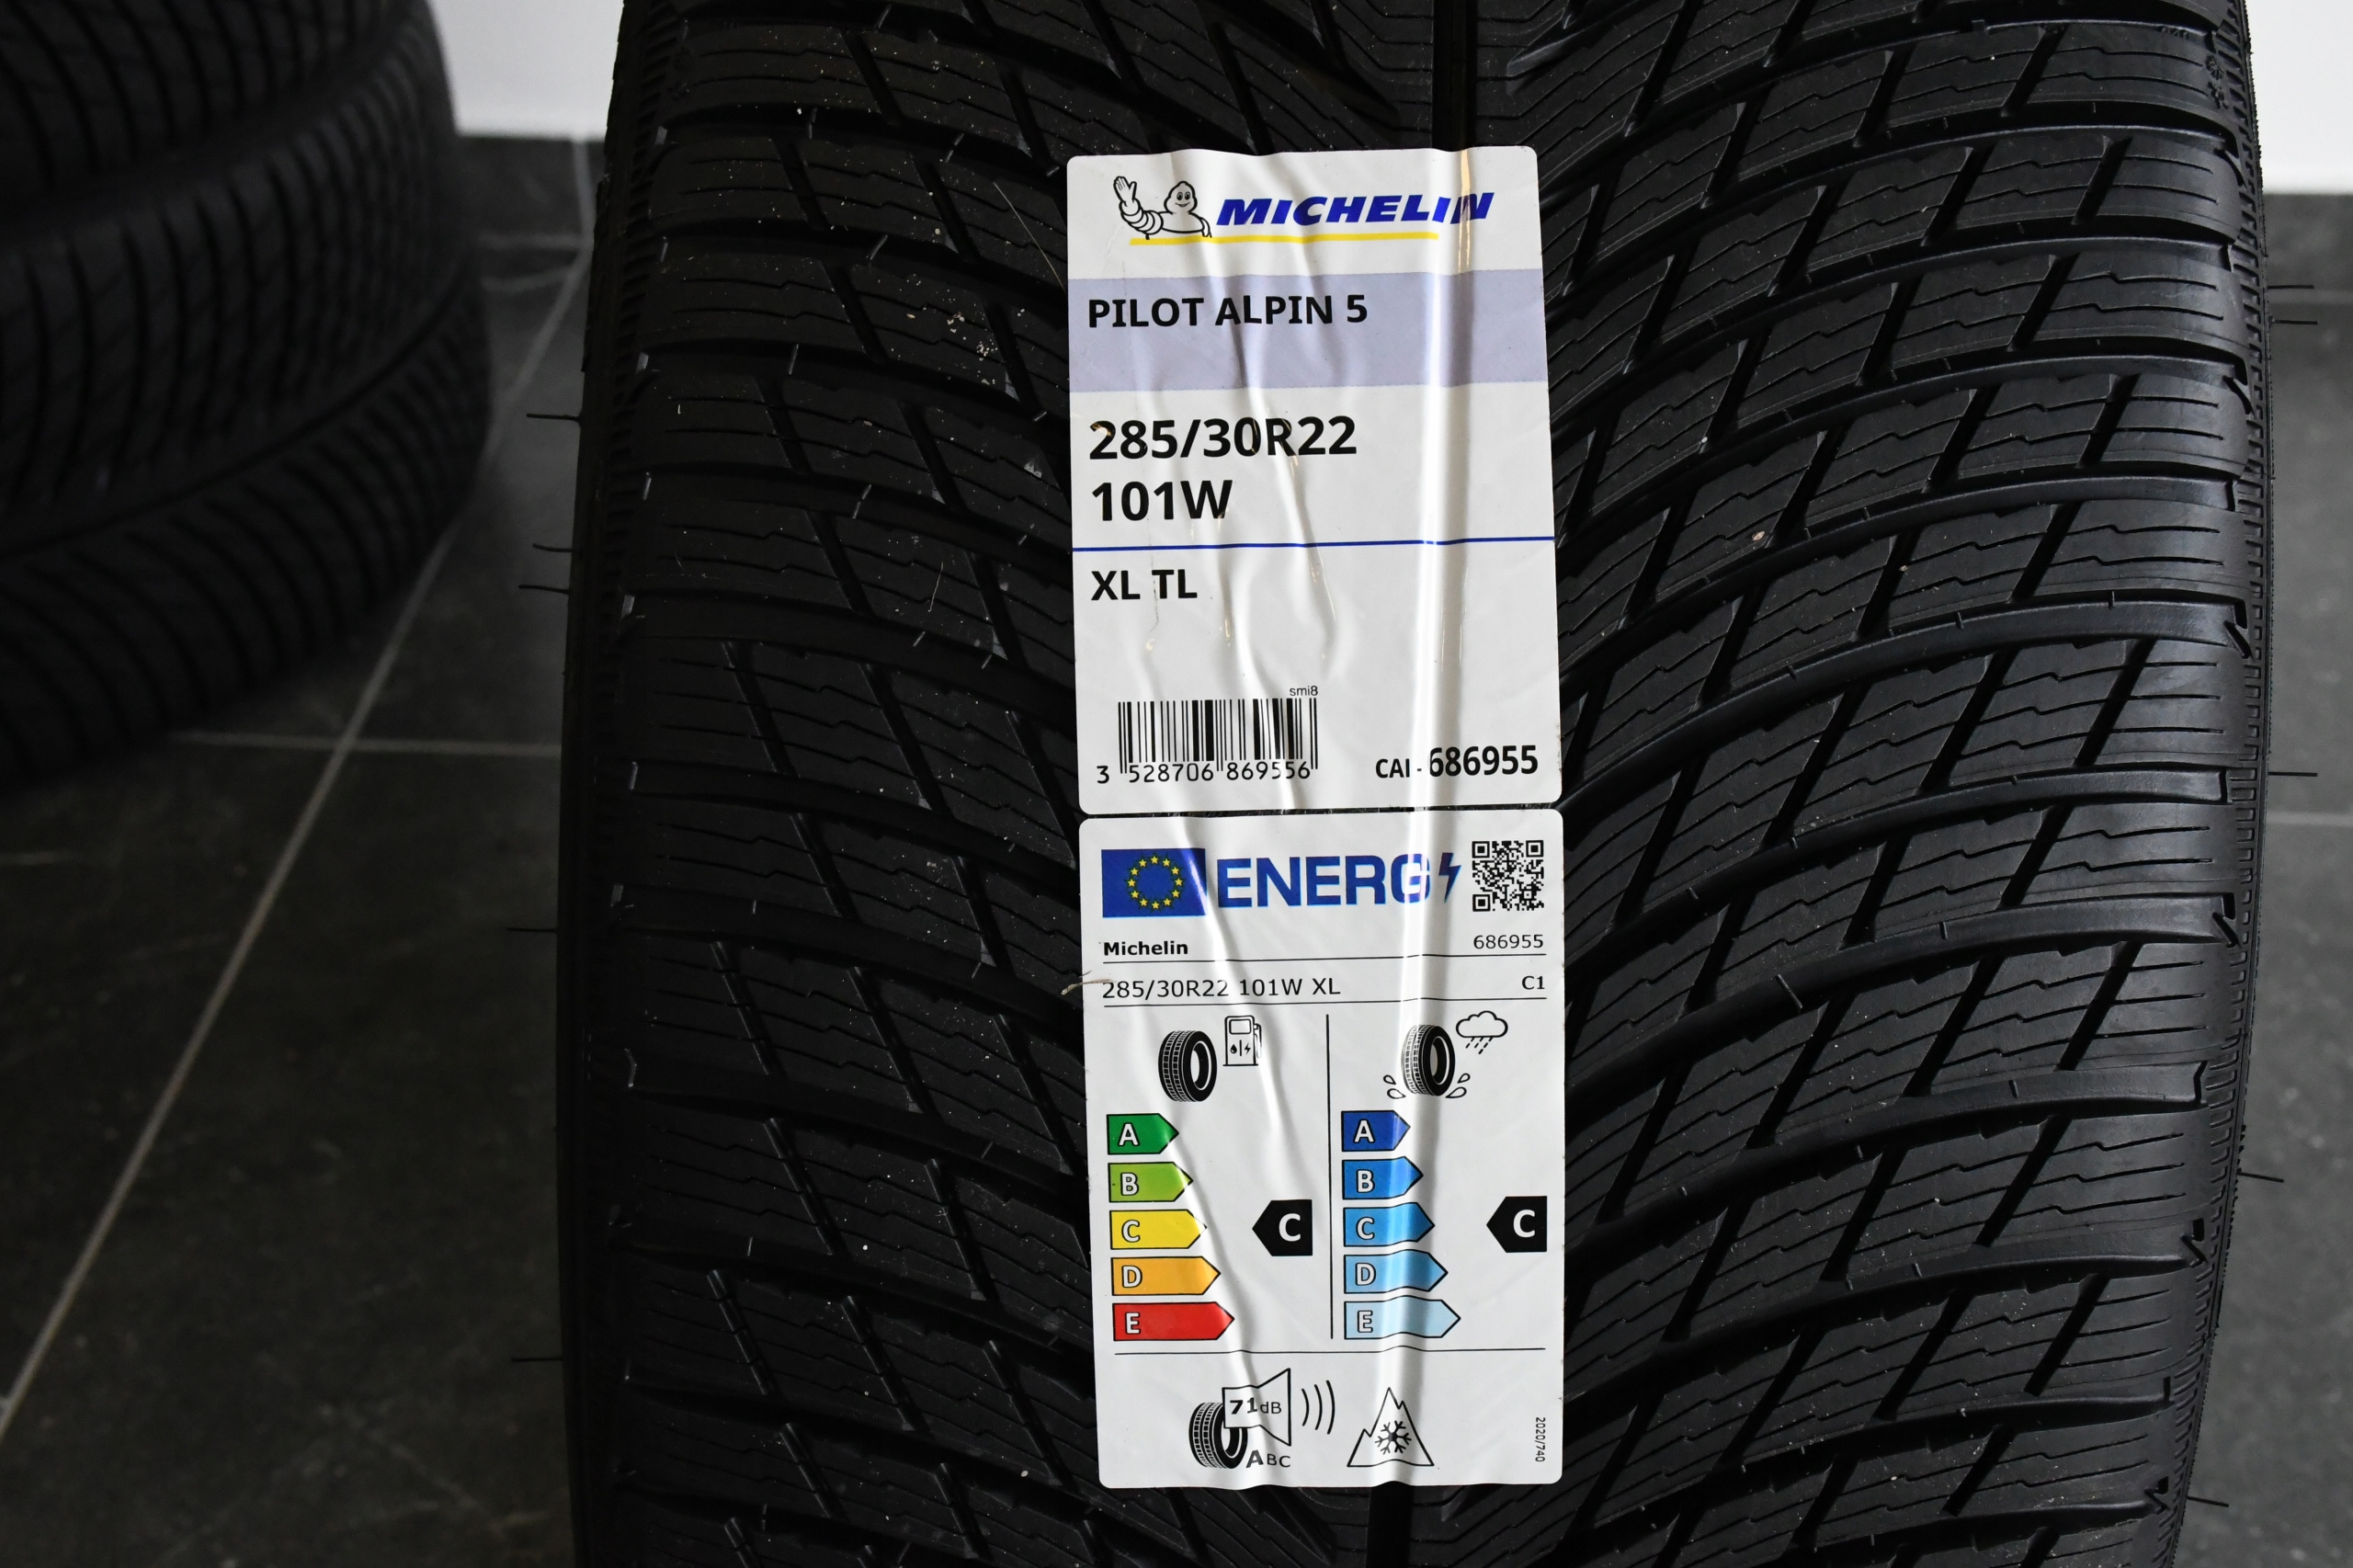 MICHELIN
PILOT ALPIN 5
285/30R22
101W
XL TL
smi8
3 528706 869556
CAI - 686955
ENERG
Michelin 686955
285/30R22 101W XL C1
A A
B B
C C C C
D D
E E
71dB
ABC
2020/740